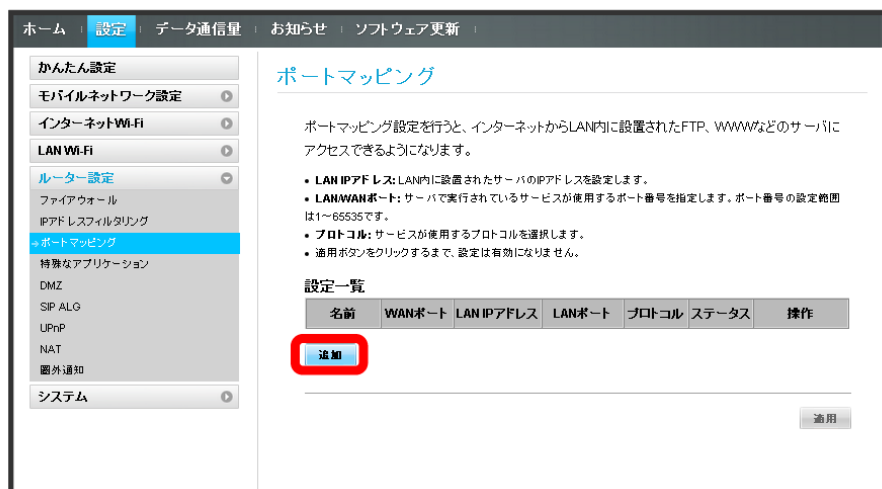 ホーム 設定 データ通信量 お知らせ ソフトウェア更新
かんたん設定
モバイルネットワーク設定
インターネットWi-Fi
LAN Wi-Fi
ルーター設定
ファイアウォール
IPアドレスフィルタリング
ポートマッピング
特殊なアプリケーション
DMZ
SIP ALG
UPnP
NAT
圏外通知
システム
ポートマッピング
ポートマッピング設定を行うと、インターネットからLAN内に設置されたFTP、WWWなどのサーバに
アクセスできるようになります。
• LAN IPアドレス: LAN内に設置されたサーバのIPアドレスを設定します。
• LAN/WANポート: サーバで実行されているサービスが使用するポート番号を指定します。ポート番号の設定範囲
は1~65535です。
• プロトコル: サービスが使用するプロトコルを選択します。
• 適用ボタンをクリックするまで、設定は有効になりません。
設定一覧
名前 WANポート LAN IPアドレス LANポート プロトコル ステータス 操作
追加
適用